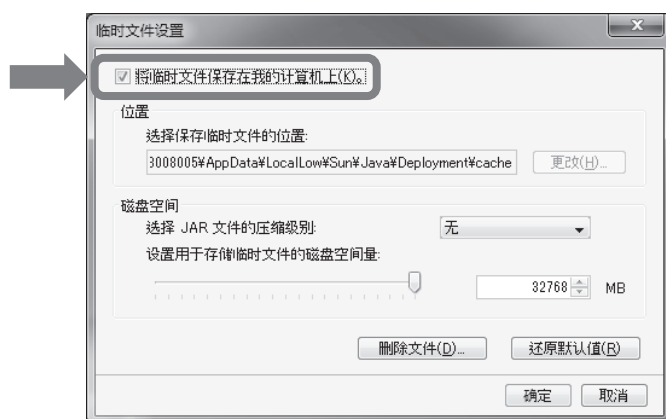 临时文件设置
将临时文件保存在我的计算机上(K)。
位置
选择保存临时文件的位置:
3008005¥AppData¥LocalLow¥Sun¥Java¥Deployment¥cache
更改(H)...
磁盘空间
选择 JAR 文件的压缩级别:
无
设置用于存储临时文件的磁盘空间量:
32768
MB
删除文件(D)...
还原默认值(R)
确定
取消